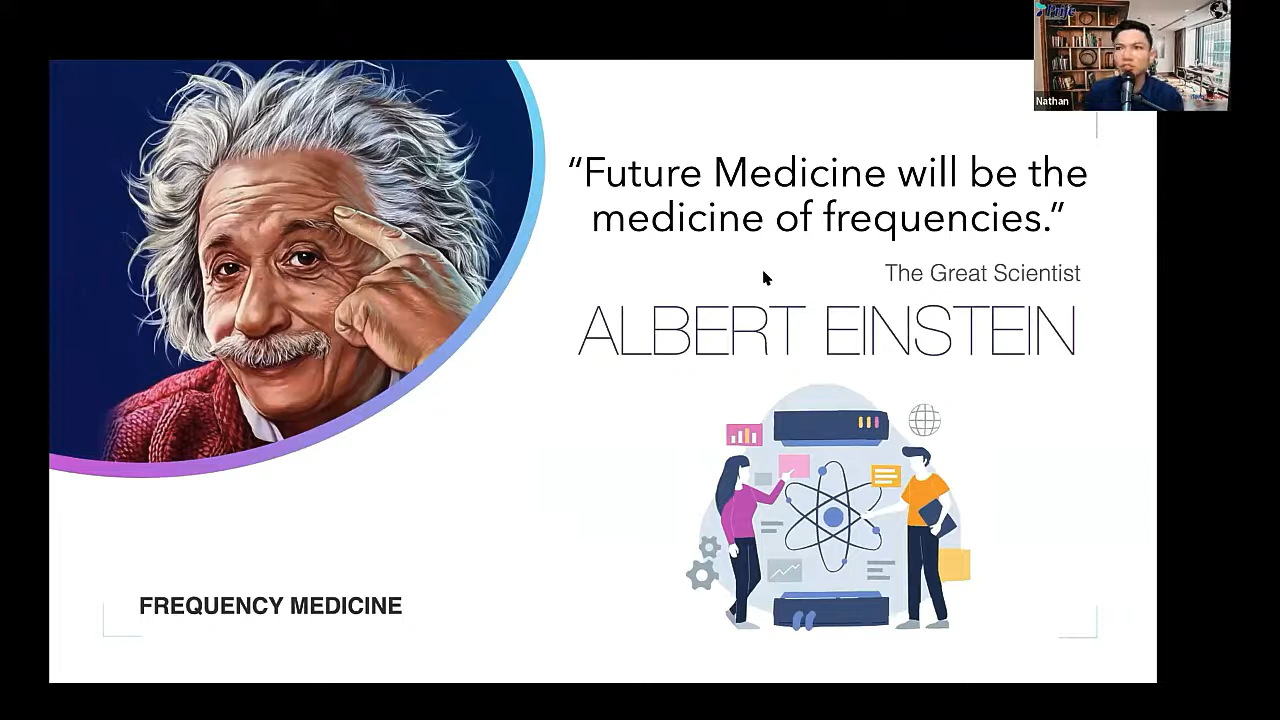 Nathan
“Future Medicine will be the
medicine of frequencies.”
The Great Scientist
ALBERT EINSTEIN
FREQUENCY MEDICINE